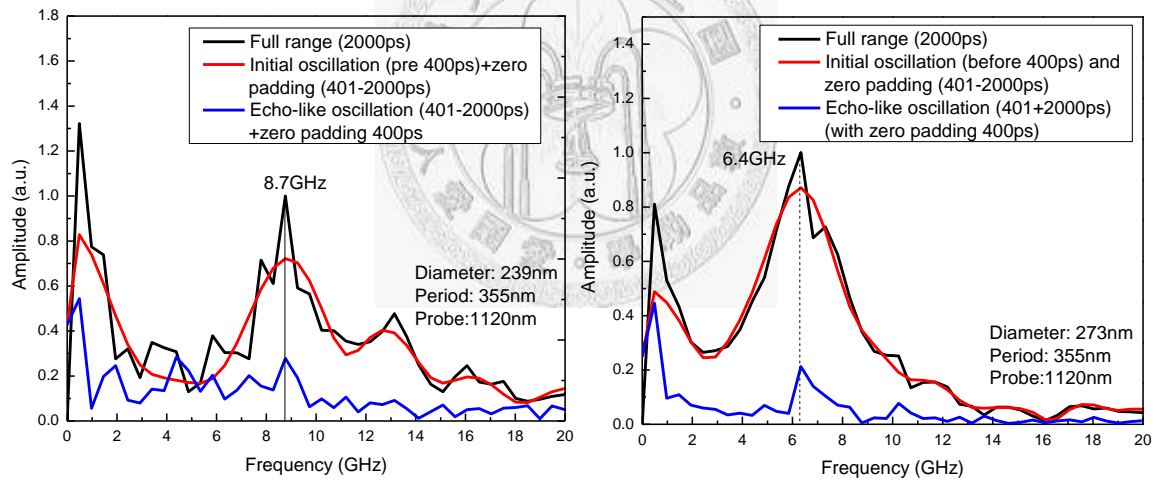 Full range (2000ps)
Initial oscillation (pre 400ps)+zero
padding (401-2000ps)
Echo-like oscillation (401-2000ps)
+zero padding 400ps
8.7GHz
Diameter: 239nm
Period: 355nm
Probe:1120nm
Amplitude (a.u.)
1.8
1.6
1.4
1.2
1.0
0.8
0.6
0.4
0.2
0.0
0 2 4 6 8 10 12 14 16 18 20
Frequency (GHz)
Full range (2000ps)
Initial oscillation (before 400ps) and
zero padding (401-2000ps)
Echo-like oscillation (401+2000ps)
(with zero padding 400ps)
6.4GHz
Diameter: 273nm
Period: 355nm
Probe:1120nm
Amplitude (a.u.)
1.4
1.2
1.0
0.8
0.6
0.4
0.2
0.0
0 2 4 6 8 10 12 14 16 18 20
Frequency (GHz)